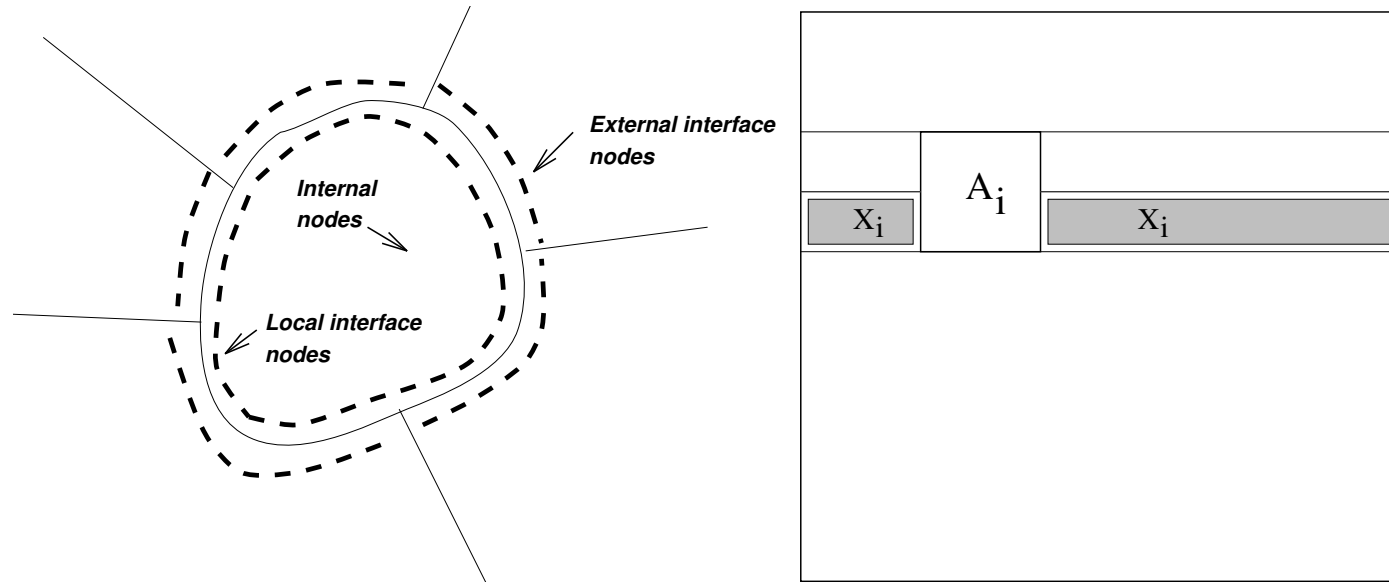 External interface
nodes
Internal
nodes
Local interface
nodes
A_i
X_i
X_i